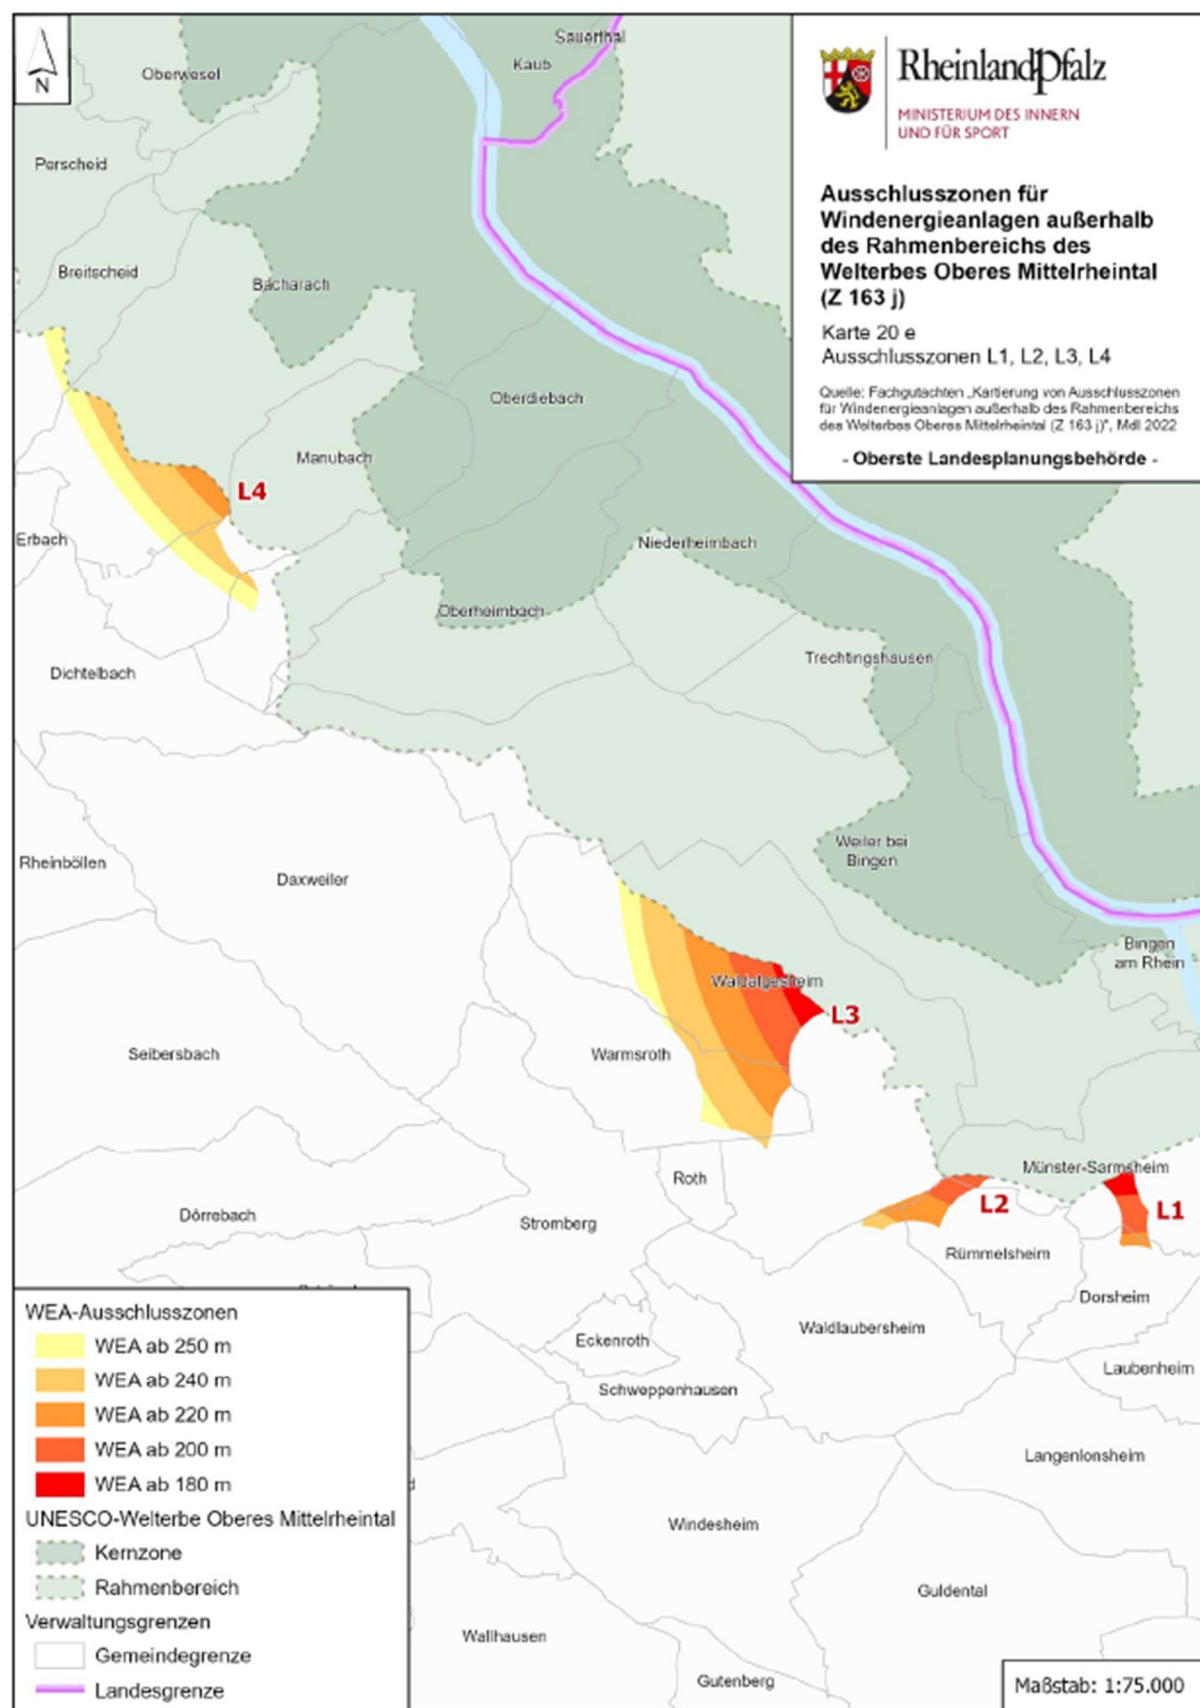 N
Sauerthal
Kaub
Oberwesel
Perscheid
Breitscheid
Bacharach
Oberdiebach
Manubach
L4
Erbach
Niederheimbach
Oberheimbach
Trechtingshausen
Dichtelbach
Rheinböllen
Daxweiler
Weiler bei
Bingen
Bingen
am Rhein
Waldalgesheim
L3
Warmsroth
Seibersbach
Münster-Sarmsheim
Roth
L2
L1
Dörrebach
Stromberg
Rümmelsheim
Dorsheim
Waldlaubersheim
Eckenroth
Laubenheim
Schweppenhausen
Langenlonsheim
Windesheim
Guldental
Wallhausen
Gutenberg
RheinlandPfalz
MINISTERIUM DES INNERN
UND FÜR SPORT
Ausschlusszonen für
Windenergieanlagen außerhalb
des Rahmenbereichs des
Welterbes Oberes Mittelrheintal
(Z 163 j)
Karte 20 e
Ausschlusszonen L1, L2, L3, L4
Quelle: Fachgutachten „Kartierung von Ausschlusszonen
für Windenergieanlagen außerhalb des Rahmenbereichs
des Welterbes Oberes Mittelrheintal (Z 163 j)", MdI 2022
- Oberste Landesplanungsbehörde -
WEA-Ausschlusszonen
WEA ab 250 m
WEA ab 240 m
WEA ab 220 m
WEA ab 200 m
WEA ab 180 m
UNESCO-Welterbe Oberes Mittelrheintal
Kernzone
Rahmenbereich
Verwaltungsgrenzen
Gemeindegrenze
Landesgrenze
Maßstab: 1:75.000